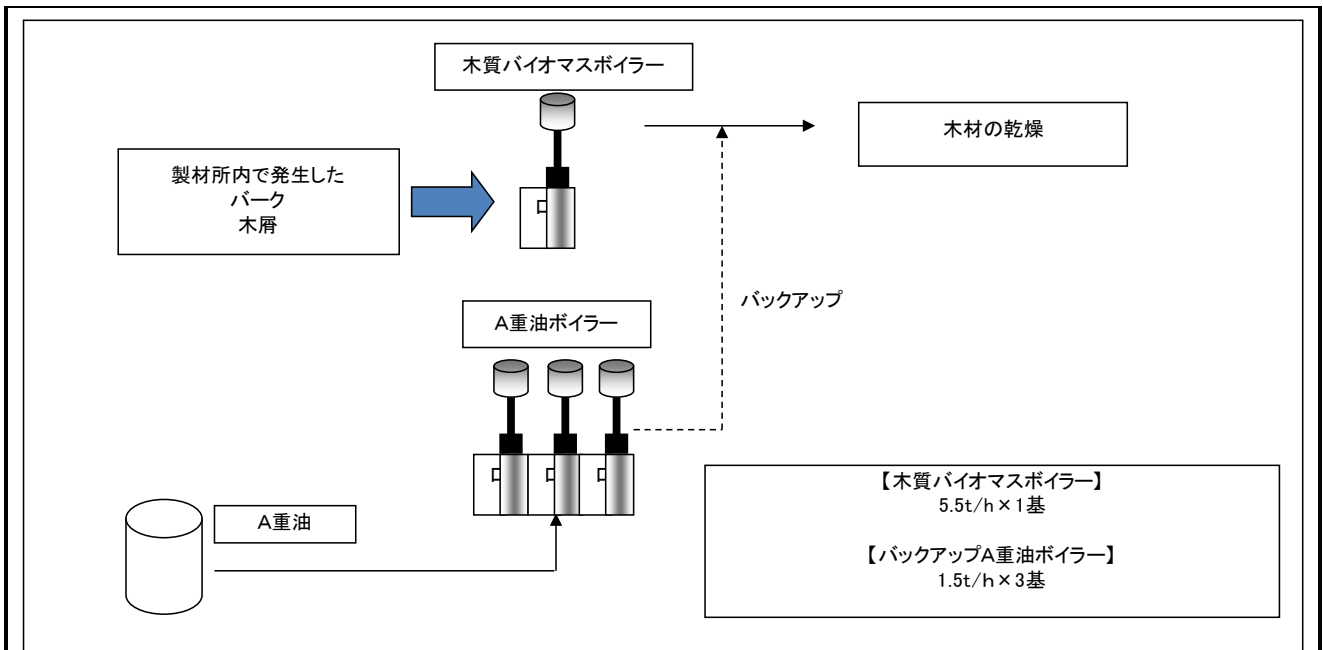 木質バイオマスボイラー
木材の乾燥
製材所内で発生した
バーク
木屑
バックアップ
A重油ボイラー
A重油
【木質バイオマスボイラー】
5.5t/h×1基
【バックアップA重油ボイラー】
1.5t/h×3基